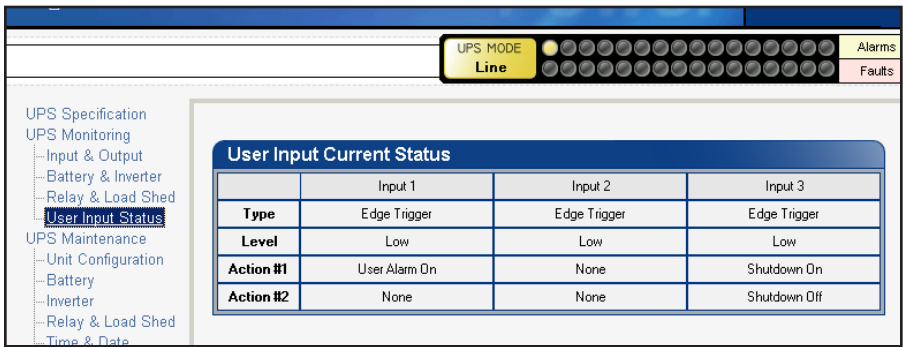 UPS MODE
Line
Alarms
Faults
UPS Specification
UPS Monitoring
Input & Output
Battery & Inverter
Relay & Load Shed
User Input Status
UPS Maintenance
Unit Configuration
Battery
Inverter
Relay & Load Shed
Time & Date
User Input Current Status
Input 1 Input 2 Input 3
Type Edge Trigger Edge Trigger Edge Trigger
Level Low Low Low
Action #1 User Alarm On None Shutdown On
Action #2 None None Shutdown Off